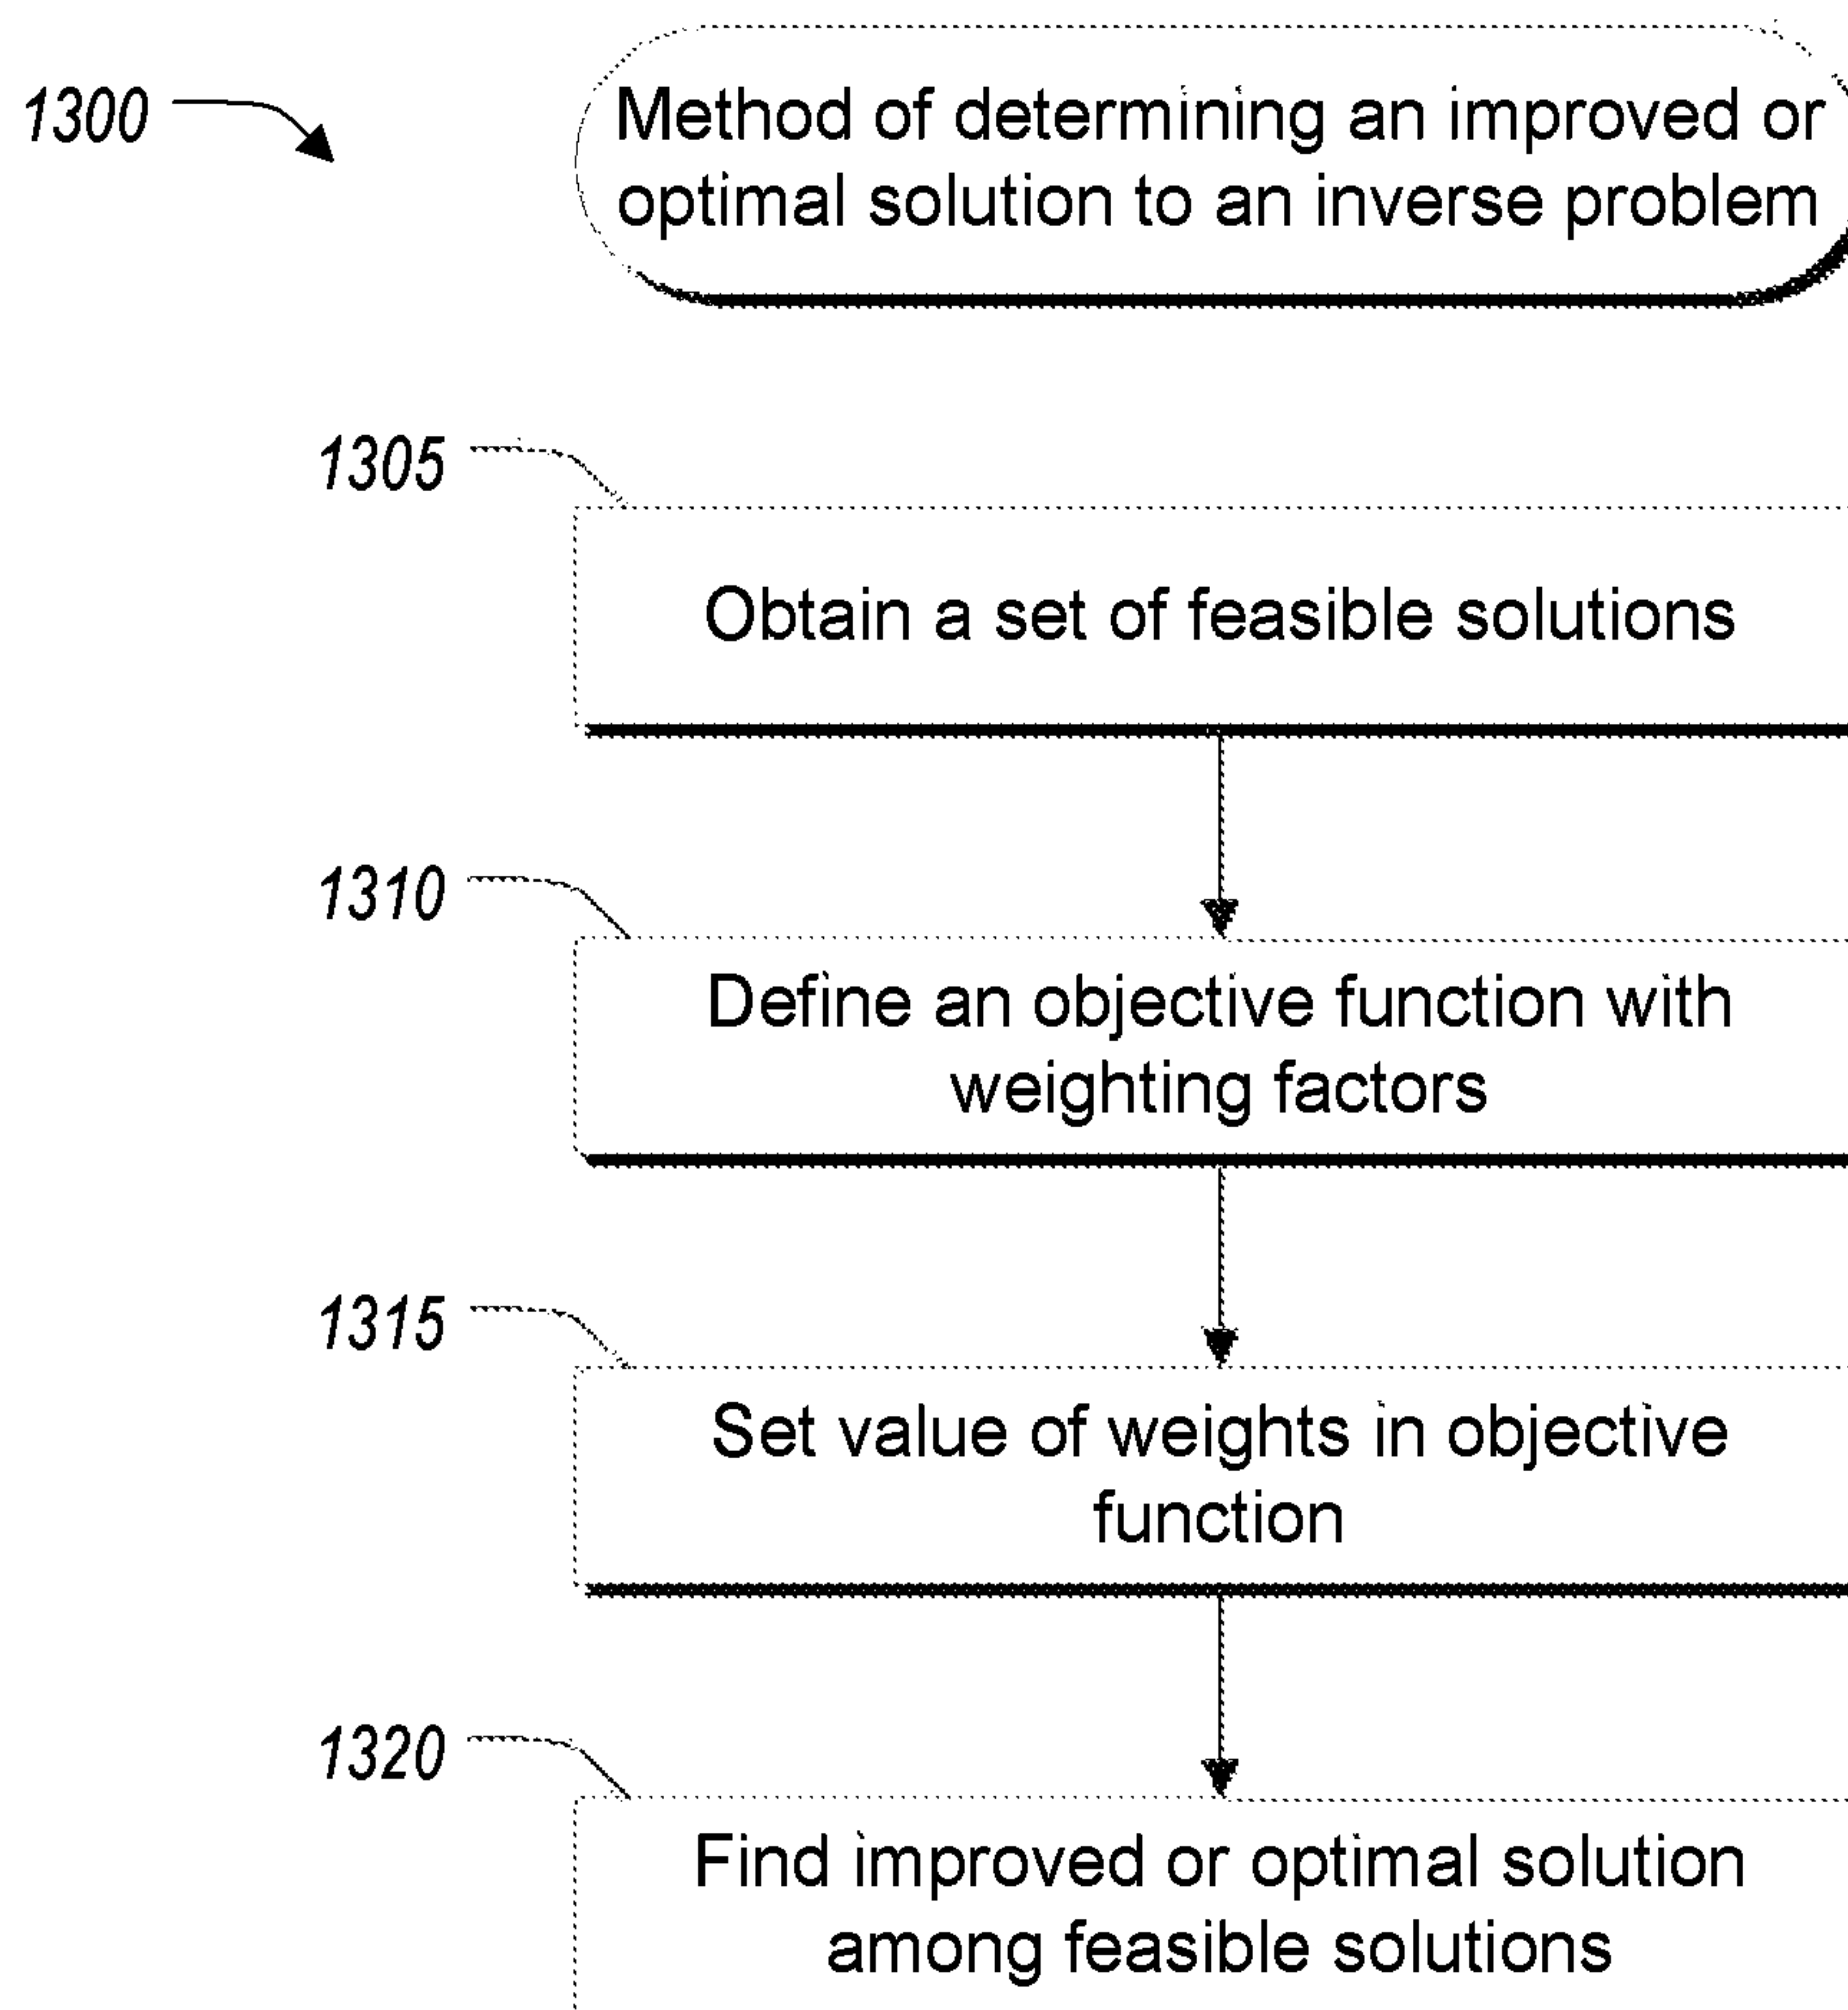 1300
Method of determining an improved or
optimal solution to an inverse problem
1305
Obtain a set of feasible solutions
1310
Define an objective function with
weighting factors
1315
Set value of weights in objective
function
1320
Find improved or optimal solution
among feasible solutions